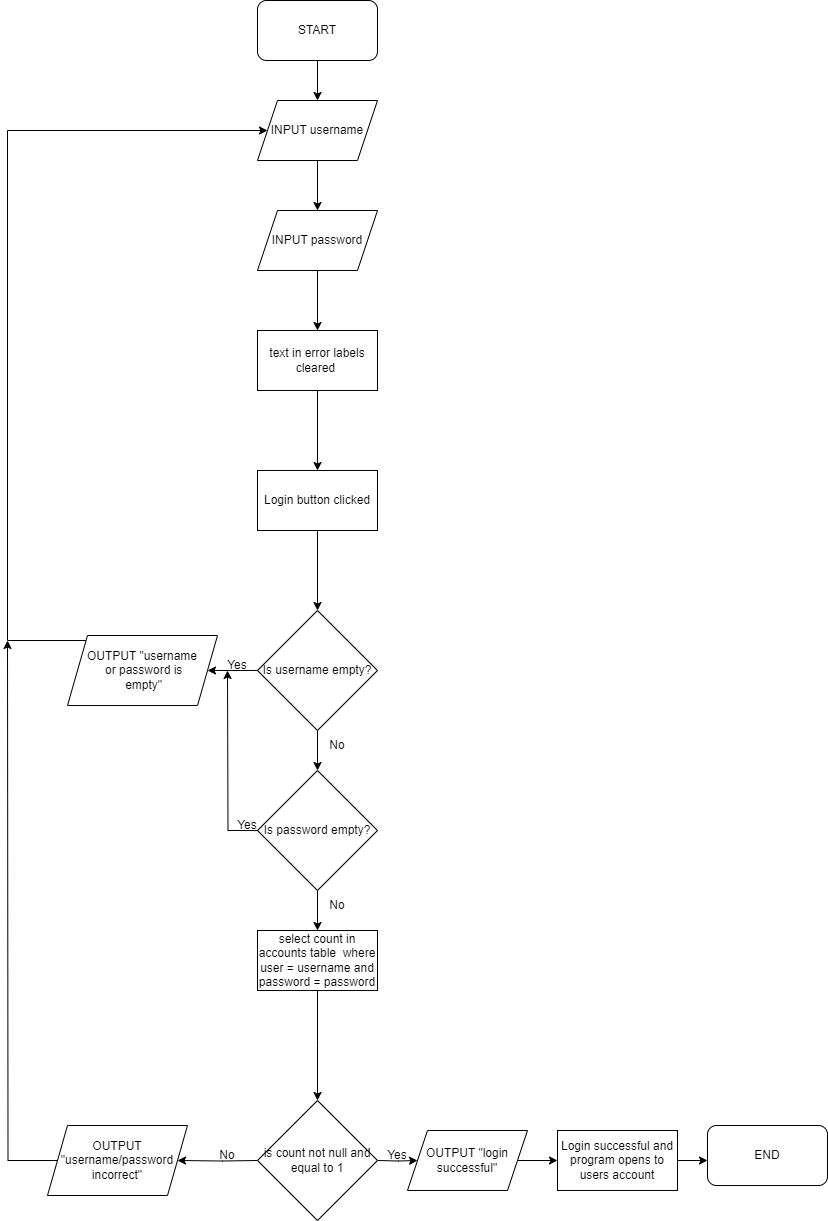 START
INPUT username
INPUT password
text in error labels
cleared
Login button clicked
OUTPUT "username
or password is
empty"
Yes
Is username empty?
No
Yes
Is password empty?
No
select count in
accounts table where
user = username and
password = password
OUTPUT
"username/password
incorrect"
No
is count not null and
equal to 1
Yes
OUTPUT "login
successful"
Login successful and
program opens to
users account
END